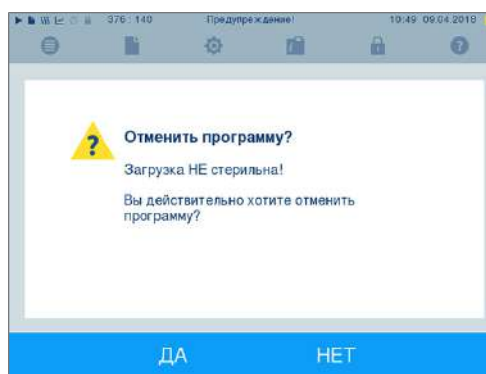 376 : 140 Предупреждение! 10:49 09.04.2018
Отменить программу?
Загрузка НЕ стерильна!
Вы действительно хотите отменить
программу?
ДА НЕТ